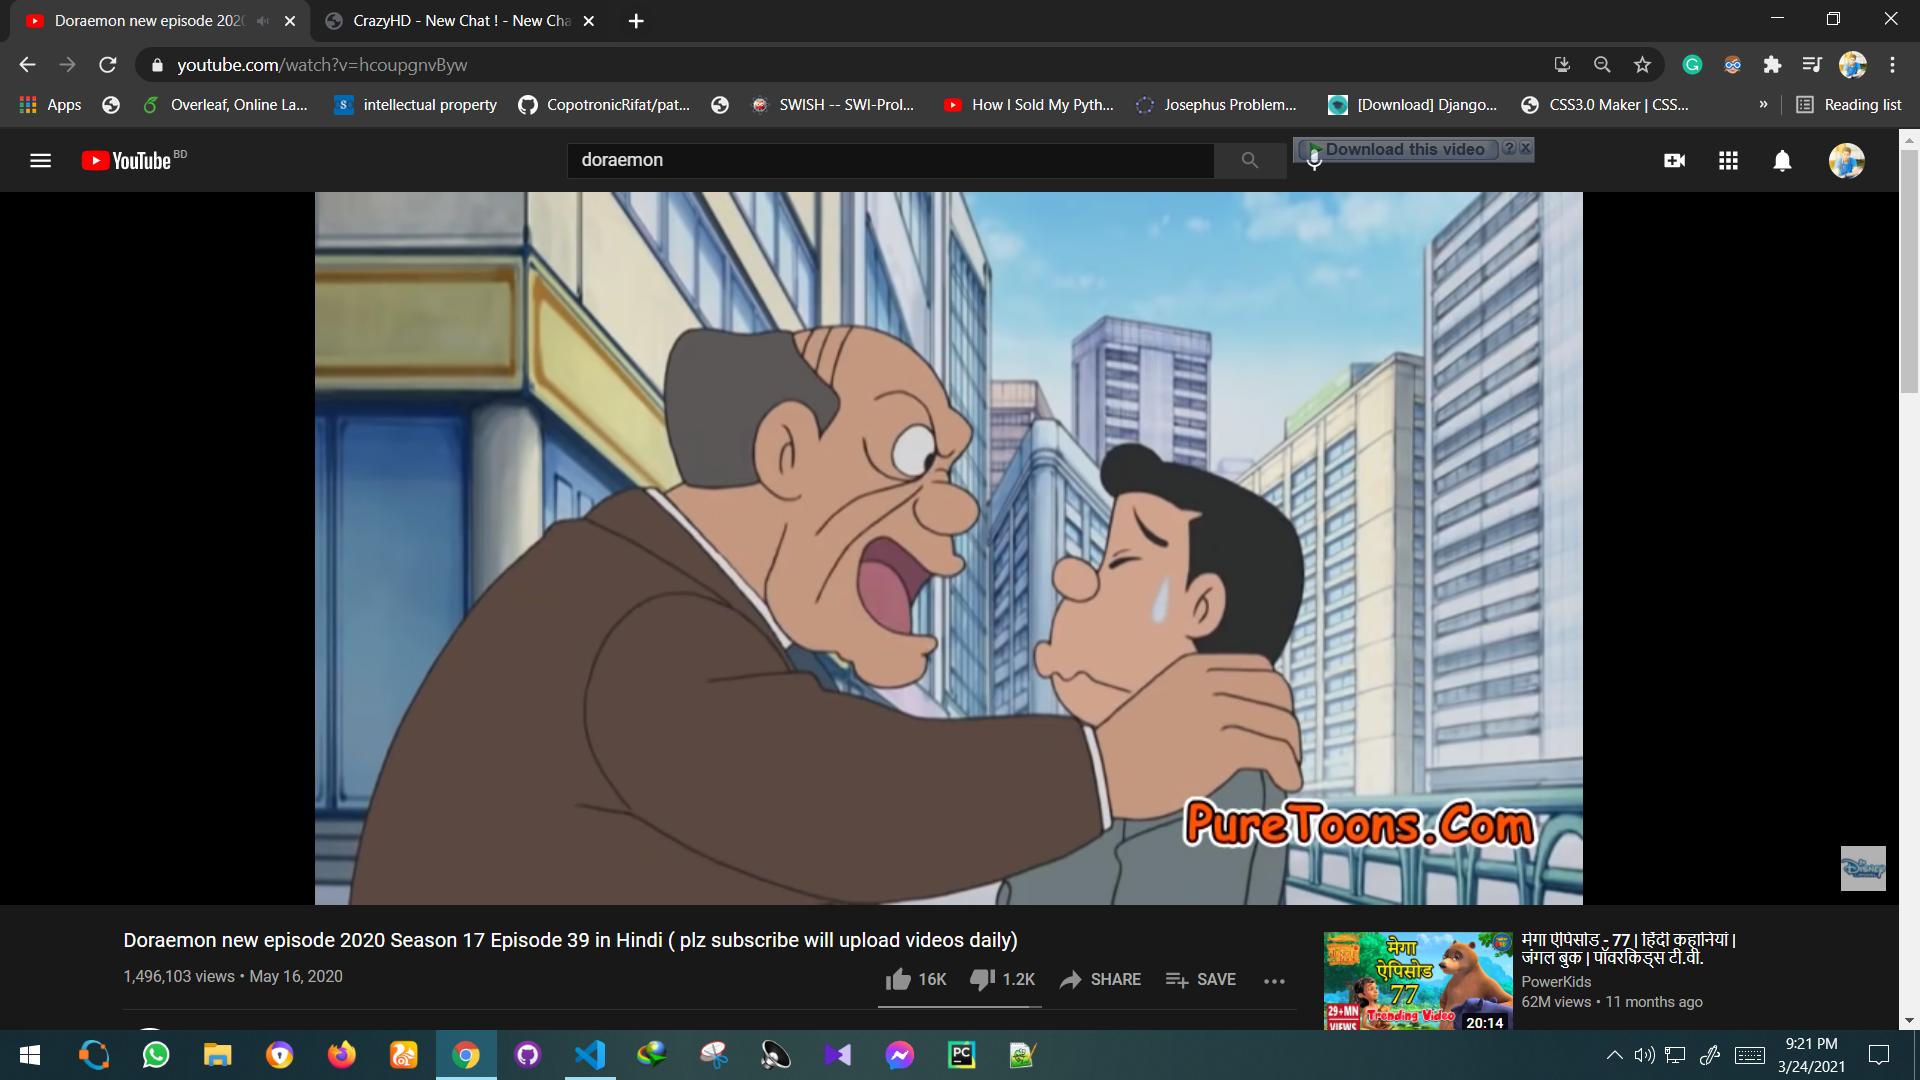 Doraemon new episode 202
CrazyHD - New Chat ! - New Cha
youtube.com/watch?v=hcoupgnvByw
Apps
Overleaf, Online La...
intellectual property
CopotronicRifat/pat...
SWISH -- SWI-Prol...
How I Sold My Pyth...
Josephus Problem...
[Download] Django...
CSS3.0 Maker | CSS...
»
Reading list
YouTube BD
doraemon
Download this video
PureToons.Com
Disney
Doraemon new episode 2020 Season 17 Episode 39 in Hindi ( plz subscribe will upload videos daily)
1,496,103 views • May 16, 2020
16K
1.2K
SHARE
SAVE
मेगा
ऐपिसोड
77
29+MN
VIEWS
Trending Video
20:14
मेगा ऐपिसोड - 77 | हिंदी कहानियां |
जंगल बुक | पॉवरकिड्स टी.वी.
PowerKids
62M views • 11 months ago
PC
9:21 PM
3/24/2021